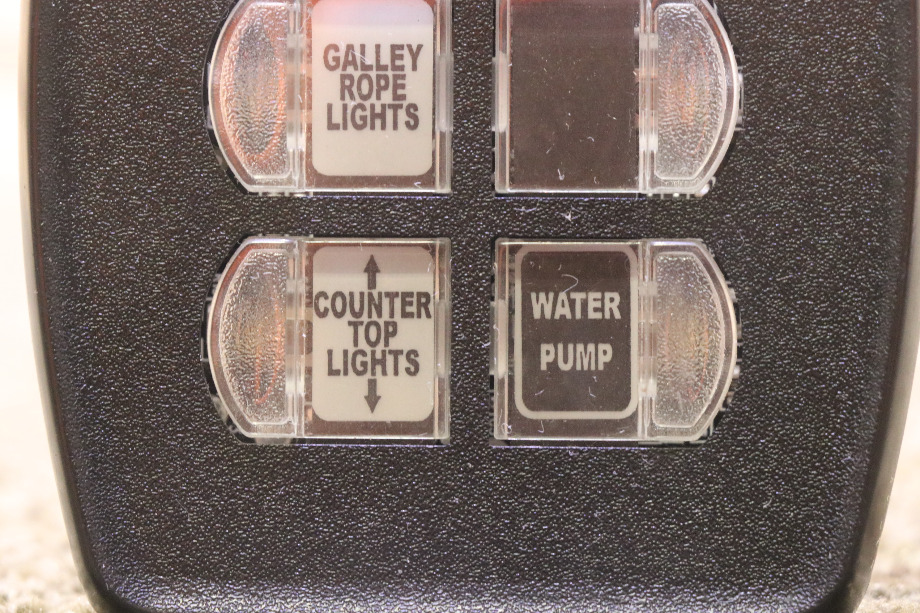 GALLEY
ROPE
LIGHTS
COUNTER
TOP
LIGHTS
WATER
PUMP